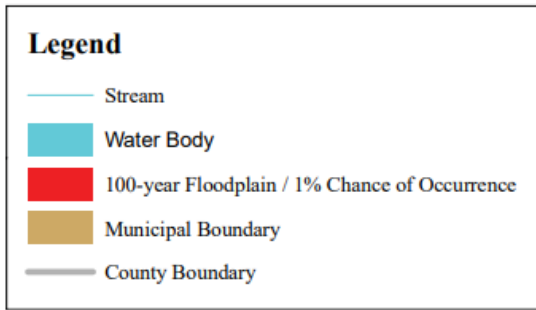 Legend
Stream
Water Body
100-year Floodplain / 1% Chance of Occurrence
Municipal Boundary
County Boundary